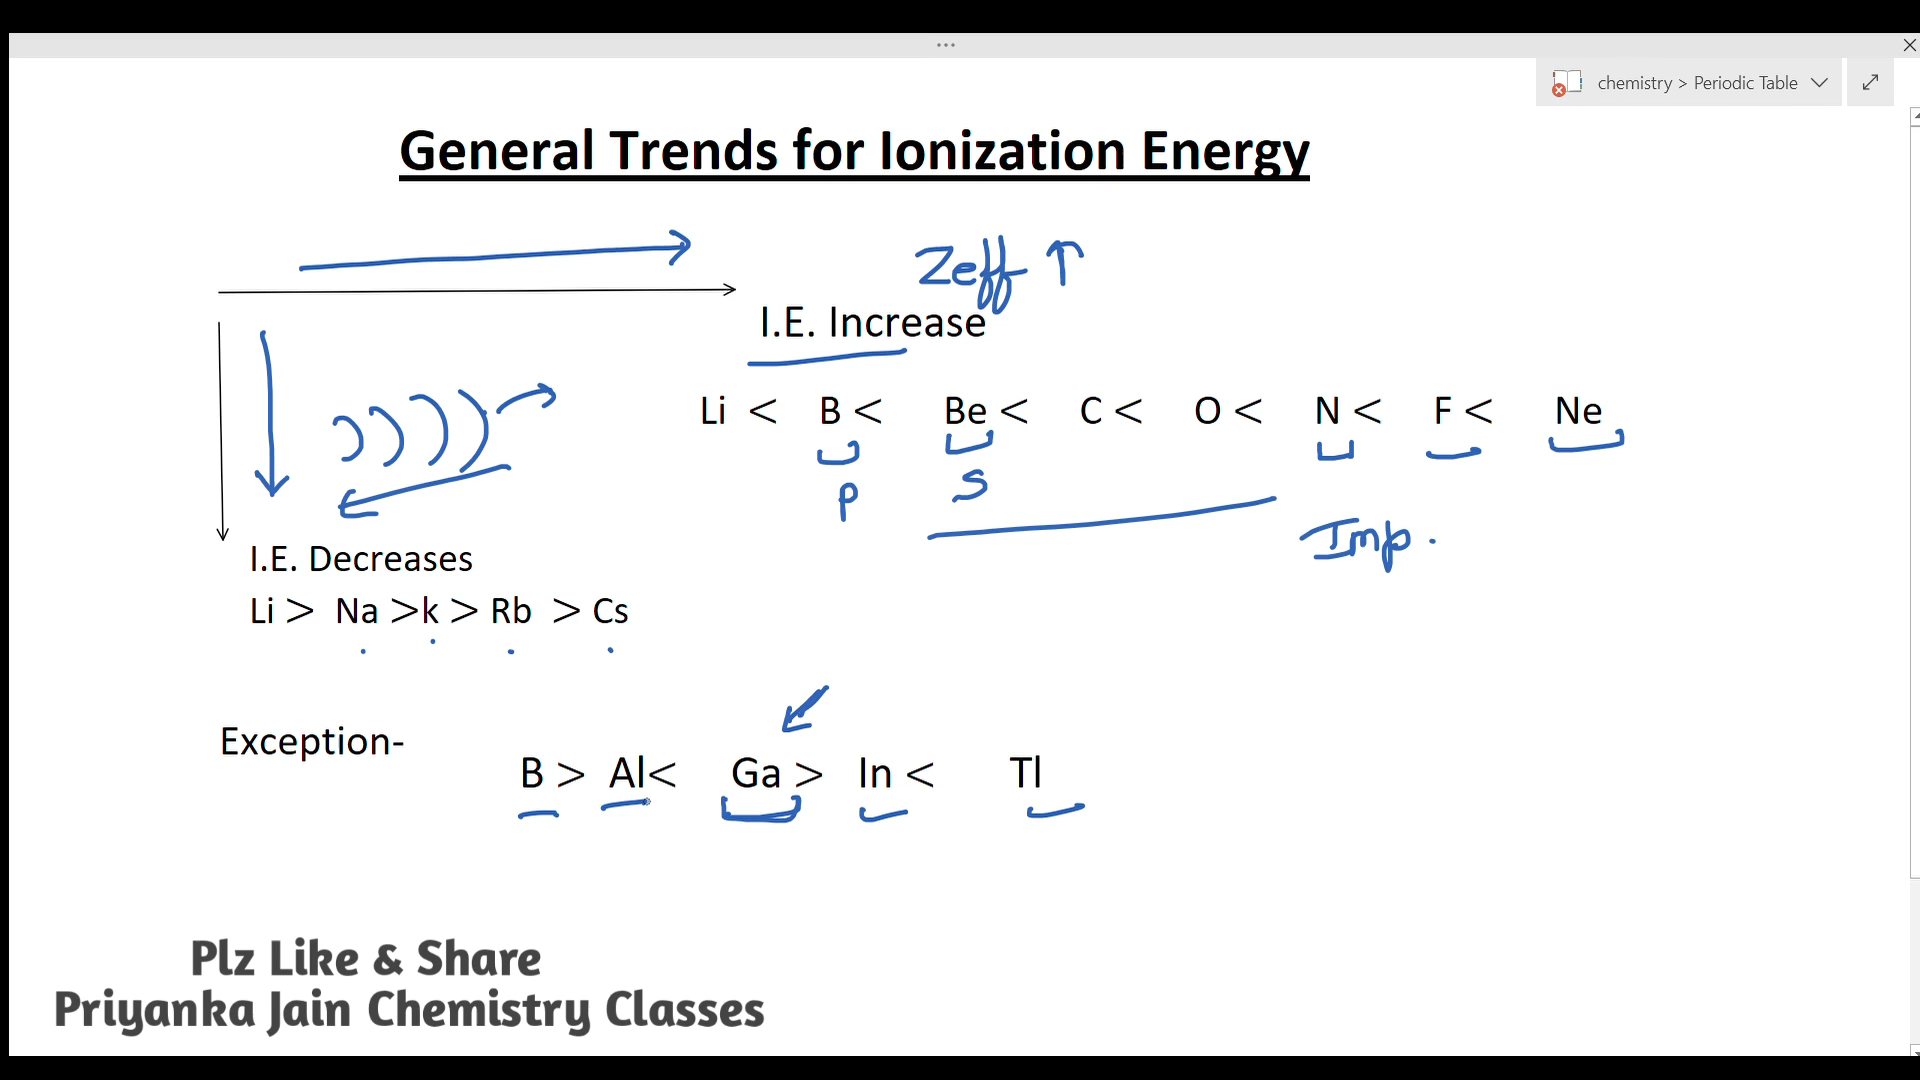 chemistry > Periodic Table
General Trends for Ionization Energy
Zeff ↑
I.E. Increase
Li < B < Be < C < O < N < F < Ne
p s
Imp.
I.E. Decreases
Li > Na >k > Rb > Cs
Exception-
B > Al< Ga > In < Tl
Plz Like & Share
Priyanka Jain Chemistry Classes